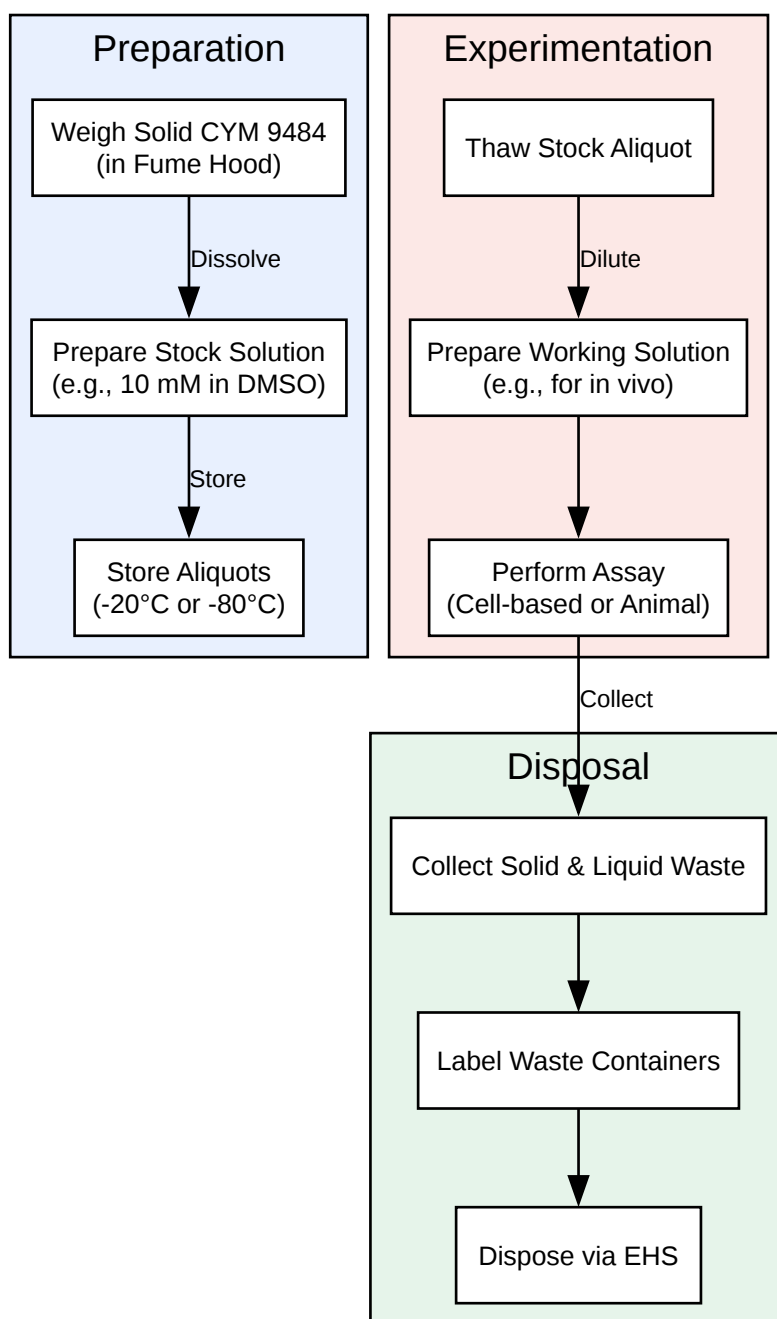 Preparation
Weigh Solid CYM 9484
(in Fume Hood)
Dissolve
Prepare Stock Solution
(e.g., 10 mM in DMSO)
Store
Store Aliquots
(-20°C or -80°C)
Experimentation
Thaw Stock Aliquot
Dilute
Prepare Working Solution
(e.g., for in vivo)
Perform Assay
(Cell-based or Animal)
Collect
Disposal
Collect Solid & Liquid Waste
Label Waste Containers
Dispose via EHS